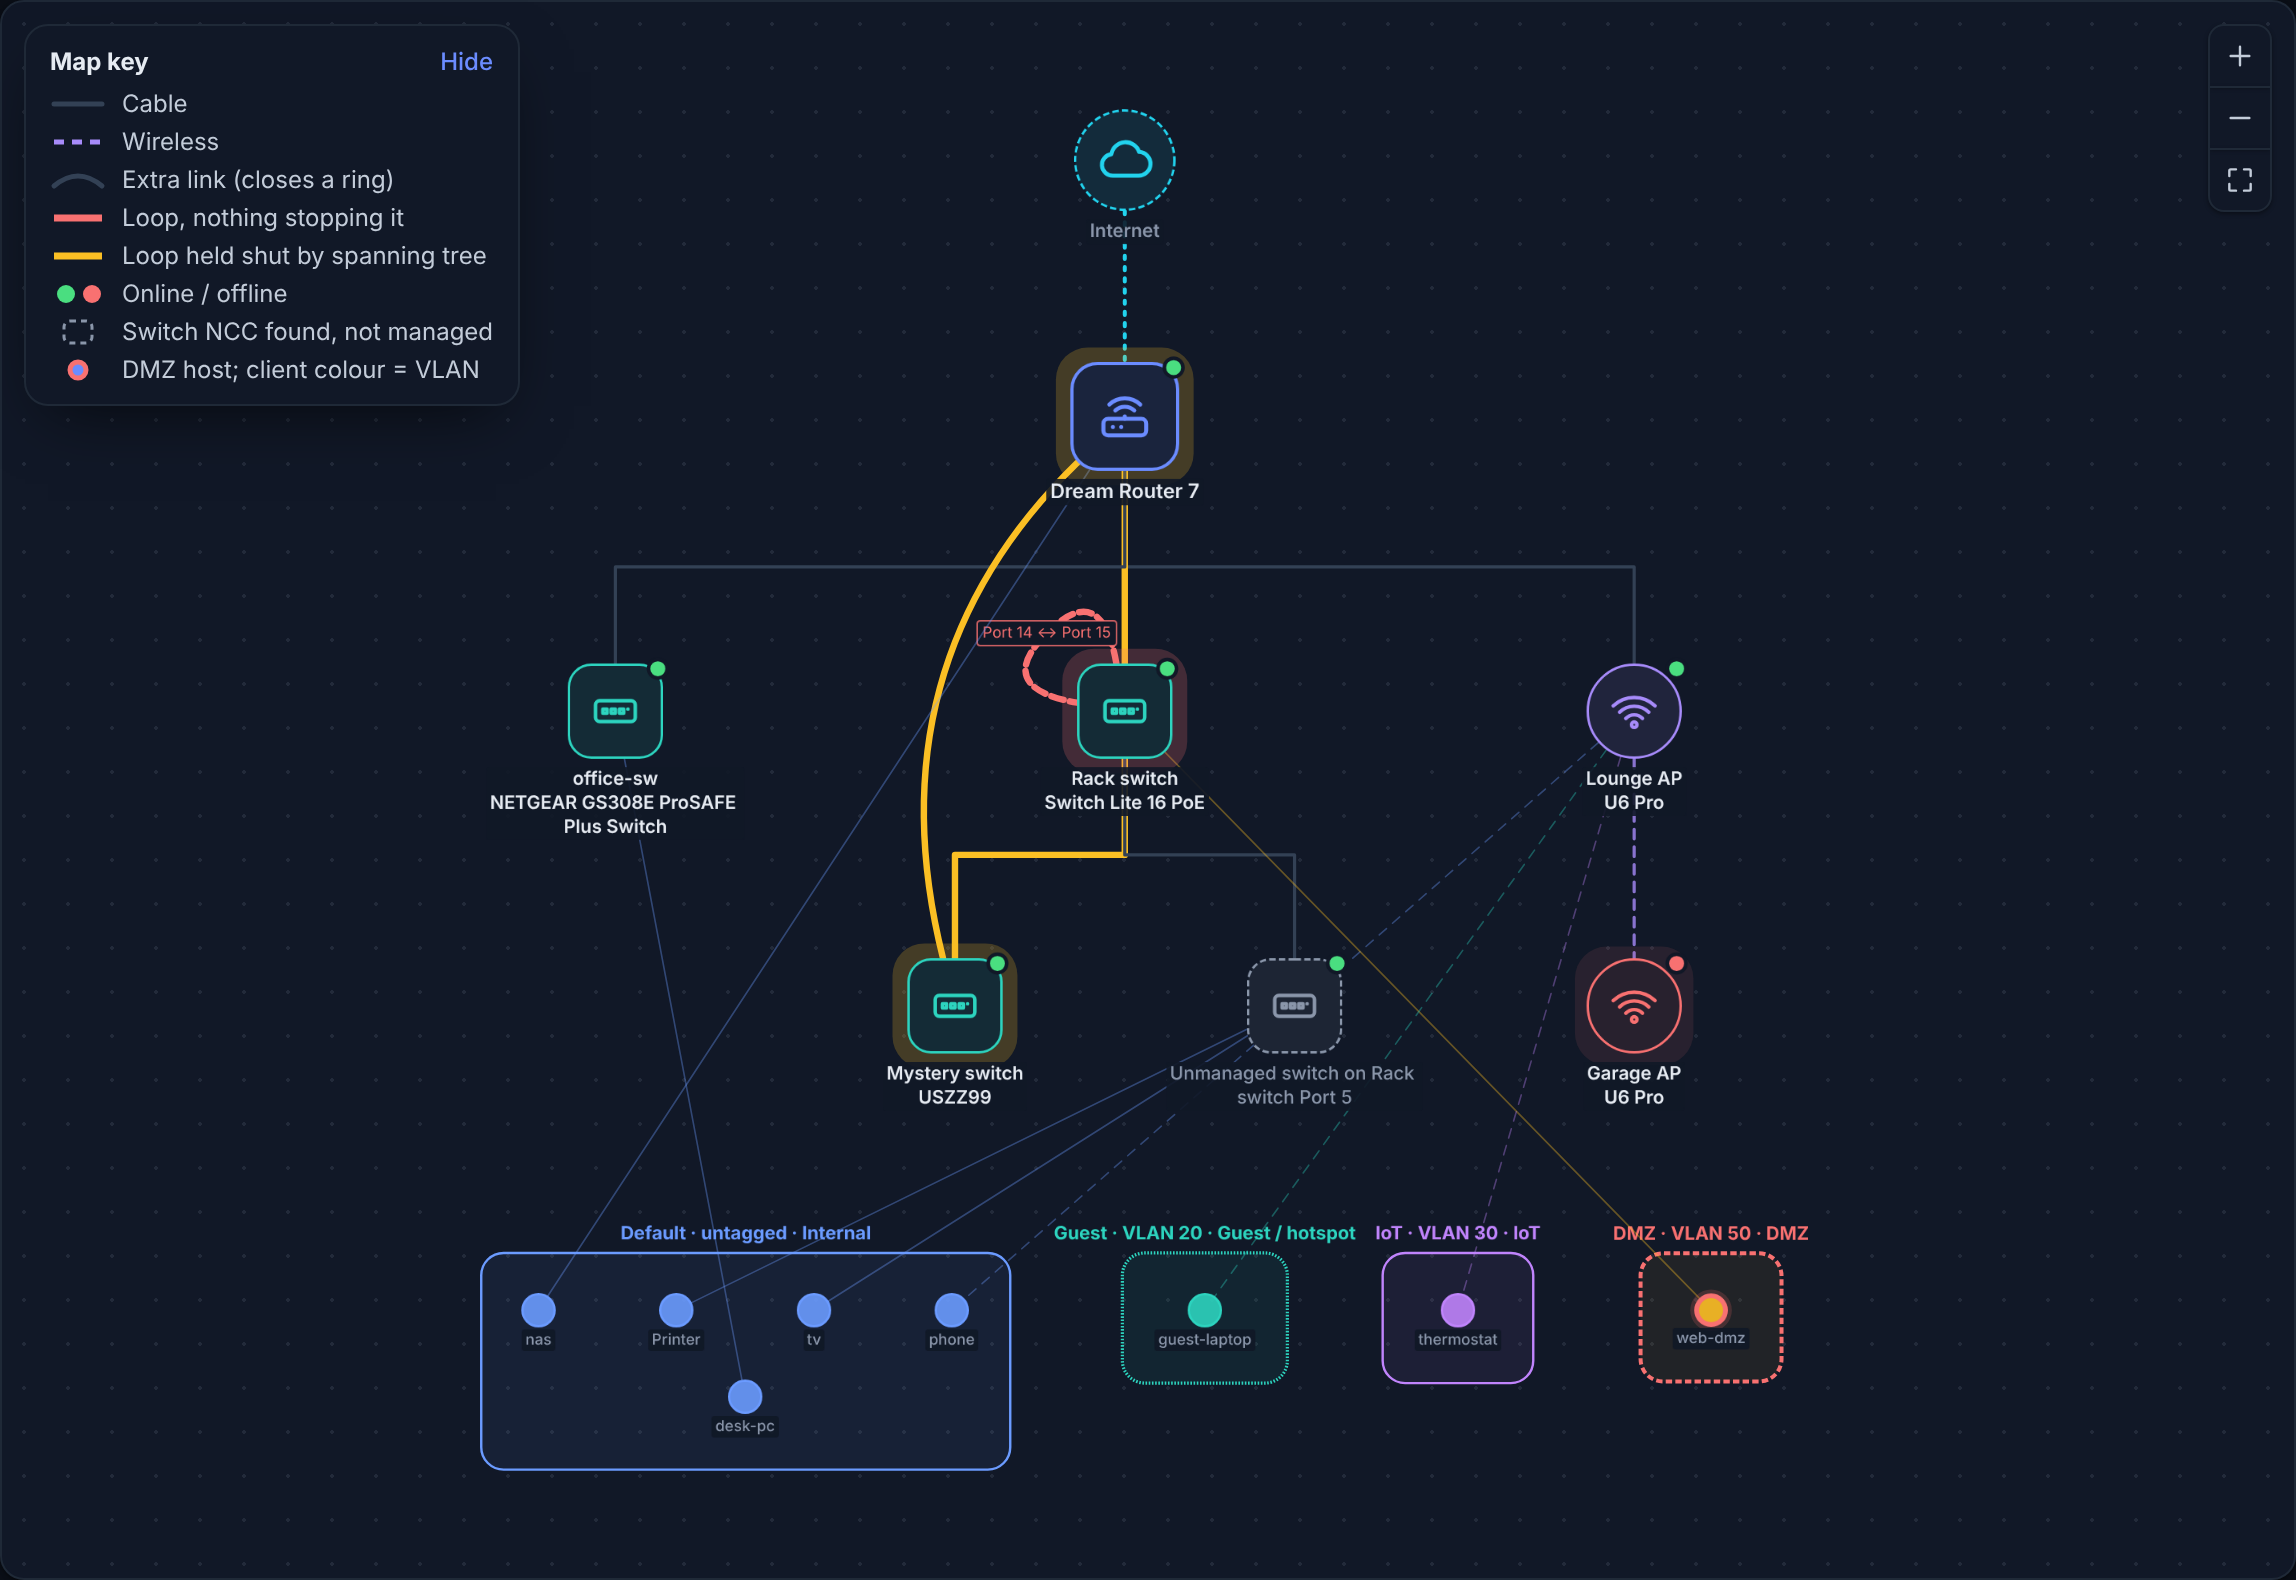 Map key
Hide
Cable
Wireless
Extra link (closes a ring)
Loop, nothing stopping it
Loop held shut by spanning tree
Online / offline
Switch NCC found, not managed
DMZ host; client colour = VLAN
Internet
Dream Router 7
Port 14 ↔ Port 15
office-sw
NETGEAR GS308E ProSAFE
Plus Switch
Rack switch
Switch Lite 16 PoE
Lounge AP
U6 Pro
Mystery switch
USZZ99
Unmanaged switch on Rack
switch Port 5
Garage AP
U6 Pro
Default · untagged · Internal
Guest · VLAN 20 · Guest / hotspot
IoT · VLAN 30 · IoT
DMZ · VLAN 50 · DMZ
nas
Printer
tv
phone
guest-laptop
thermostat
web-dmz
desk-pc